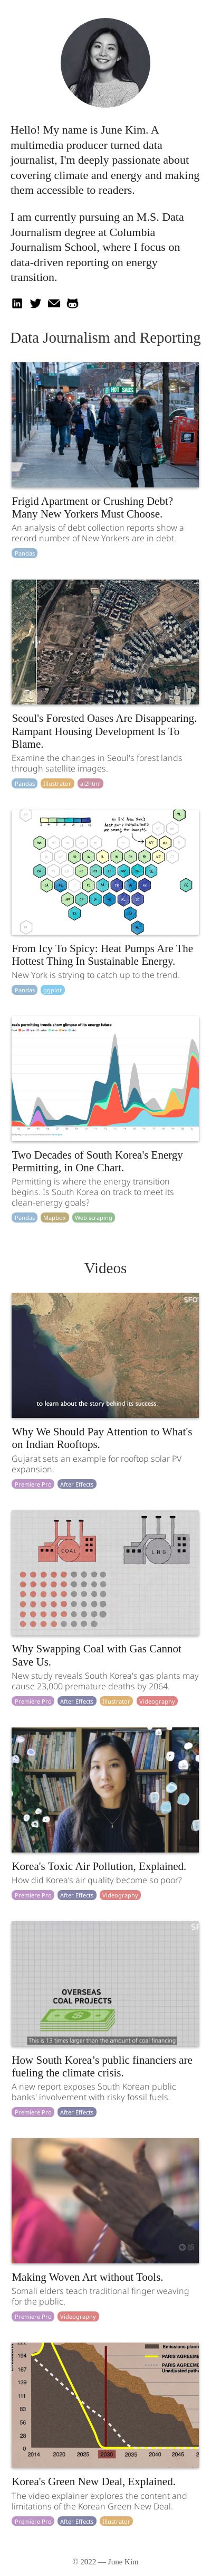 Hello! My name is June Kim. A
multimedia producer turned data
journalist, I'm deeply passionate about
covering climate and energy and making
them accessible to readers.
I am currently pursuing an M.S. Data
Journalism degree at Columbia
Journalism School, where I focus on
data-driven reporting on energy
transition.
in
Data Journalism and Reporting
Frigid Apartment or Crushing Debt?
Many New Yorkers Must Choose.
An analysis of debt collection reports show a
record number of New Yorkers are in debt.
Pandas
Seoul's Forested Oases Are Disappearing.
Rampant Housing Development Is To
Blame.
Examine the changes in Seoul's forest lands
through satellite images.
Pandas Illustrator ai2html
From Icy To Spicy: Heat Pumps Are The
Hottest Thing In Sustainable Energy.
New York is strying to catch up to the trend.
Pandas ggplot
reals permitting trends show glimpse of its energy future
Two Decades of South Korea's Energy
Permitting, in One Chart.
Permitting is where the energy transition
begins. Is South Korea on track to meet its
clean-energy goals?
Pandas Mapbox Web scraping
Videos
SFO
to learn about the story behind its success
Why We Should Pay Attention to What's
on Indian Rooftops.
Gujarat sets an example for rooftop solar PV
expansion.
Premiere Pro After Effects
COAL LNG
Why Swapping Coal with Gas Cannot
Save Us.
New study reveals South Korea's gas plants may
cause 23,000 premature deaths by 2064.
Premiere Pro After Effects Illustrator Videography
Korea's Toxic Air Pollution, Explained.
How did Korea's air quality become so poor?
Premiere Pro After Effects Videography
SF
OVERSEAS
COAL PROJECTS
This is 13 times larger than the amount of coal financing
How South Korea’s public financiers are
fueling the climate crisis.
A new report exposes South Korean public
banks' involvement with risky fossil fuels.
Premiere Pro After Effects
Making Woven Art without Tools.
Somali elders teach traditional finger weaving
for the public.
Premiere Pro Videography
222
194
167
139
111
83
56
28
0
2014 2020 2025 2030 2035 2040 2045
Emissions plann
PARIS AGREEME
PARIS AGREEME
Unadjusted path
Korea's Green New Deal, Explained.
The video explainer explores the content and
limitations of the Korean Green New Deal.
Premiere Pro After Effects Illustrator
© 2022 — June Kim